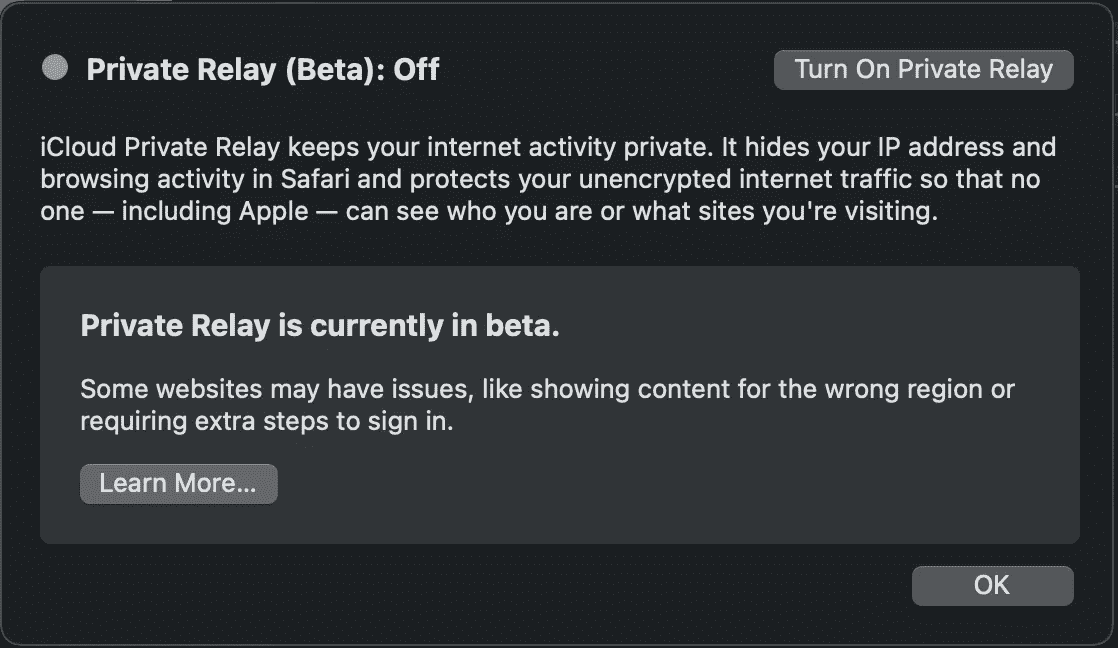 Private Relay (Beta): Off
Turn On Private Relay
iCloud Private Relay keeps your internet activity private. It hides your IP address and
browsing activity in Safari and protects your unencrypted internet traffic so that no
one — including Apple — can see who you are or what sites you're visiting.
Private Relay is currently in beta.
Some websites may have issues, like showing content for the wrong region or
requiring extra steps to sign in.
Learn More...
OK